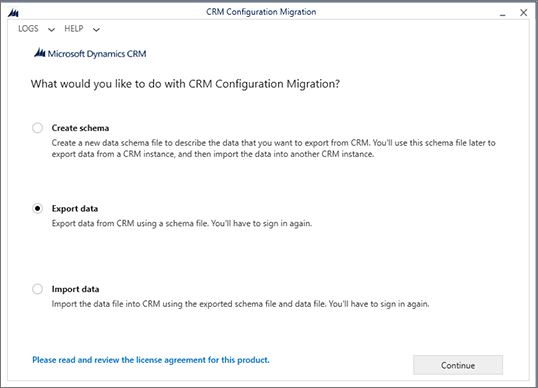 CRM Configuration Migration
LOGS HELP
Microsoft Dynamics CRM
What would you like to do with CRM Configuration Migration?
Create schema
Create a new data schema file to describe the data that you want to export from CRM. You'll use this schema file later to
export data from a CRM instance, and then import the data into another CRM instance.
Export data
Export data from CRM using a schema file. You'll have to sign in again.
Import data
Import the data file into CRM using the exported schema file and data file. You'll have to sign in again.
Please read and review the license agreement for this product.
Continue